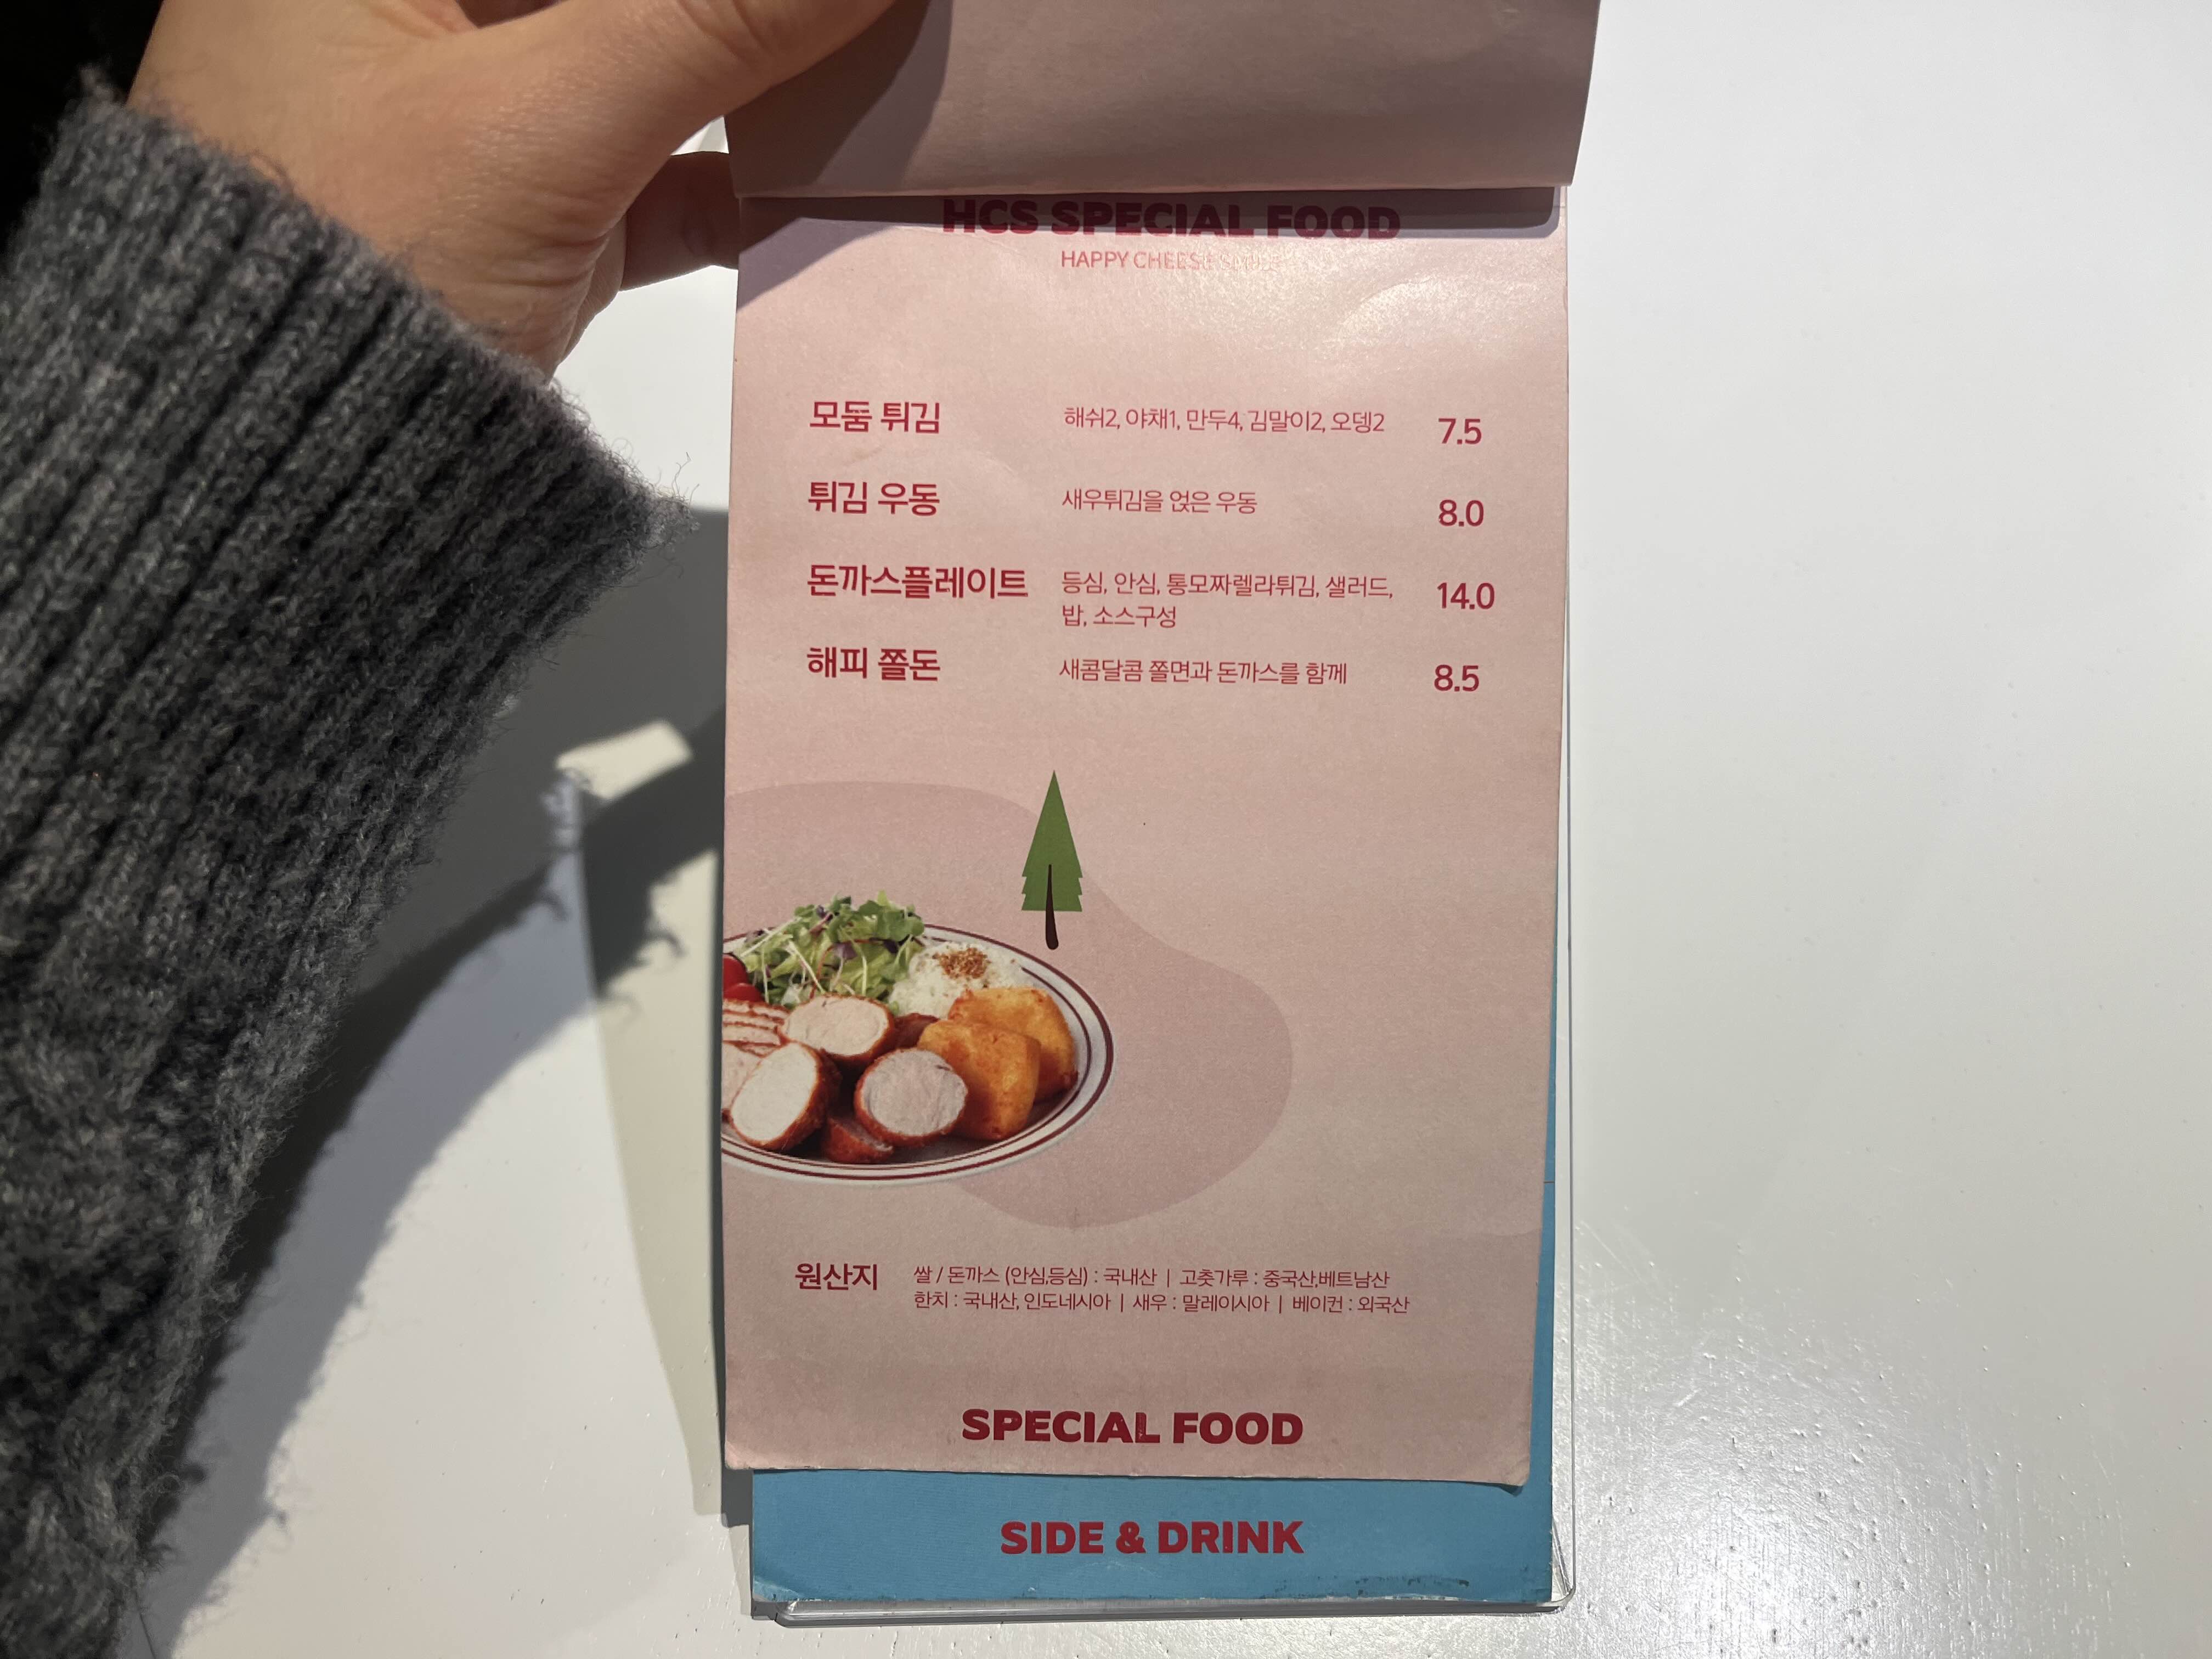 HCS SPECIAL FOOD
HAPPY CHEESE SMILE
모둠 튀김 해쉬2, 야채1, 만두4, 김말이2, 오뎅2 7.5
튀김 우동 새우튀김을 얹은 우동 8.0
돈까스플레이트 등심, 안심, 통모짜렐라튀김, 샐러드, 14.0
밥, 소스구성
해피 쫄돈 새콤달콤 쫄면과 돈까스를 함께 8.5
원산지 쌀 / 돈까스 (안심,등심) : 국내산 | 고춧가루 : 중국산,베트남산
한치 : 국내산, 인도네시아 | 새우 : 말레이시아 | 베이컨 : 외국산
SPECIAL FOOD
SIDE & DRINK